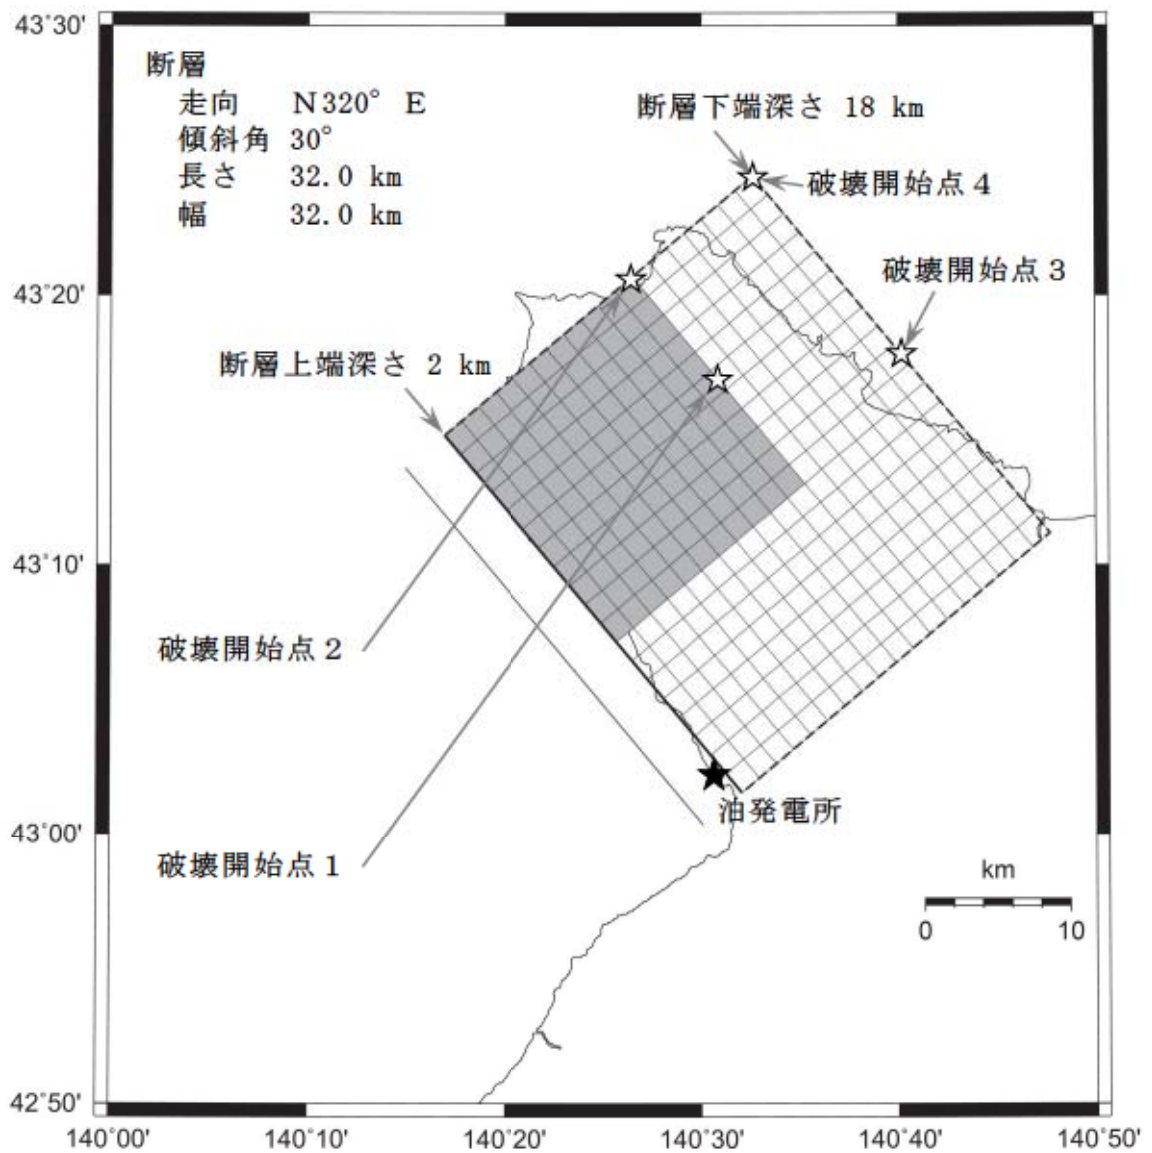 43°30'
断層
走向 N320° E
傾斜角 30°
長さ 32.0 km
幅 32.0 km
断層下端深さ 18 km
破壊開始点4
破壊開始点3
43°20'
断層上端深さ 2 km
43°10'
破壊開始点2
43°00'
泊発電所
破壊開始点1
km
0 10
42°50'
140°00' 140°10' 140°20' 140°30' 140°40' 140°50'